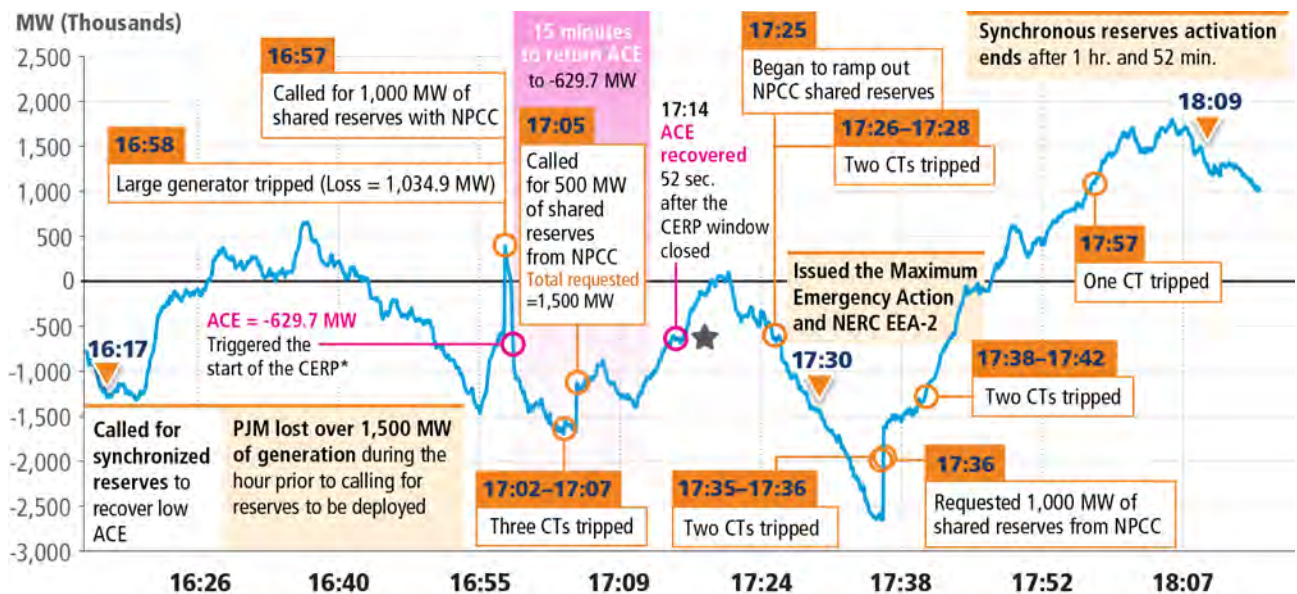 MW (Thousands)
2,500
2,000
1,500
1,000
500
0
-500
-1,000
-1,500
-2,000
-2,500
-3,000
16:17
Called for
synchronized
reserves to
recover low
ACE
PJM lost over 1,500 MW
of generation during the
hour prior to calling for
reserves to be deployed
16:58
Large generator tripped (Loss = 1,034.9 MW)
16:57
Called for 1,000 MW of
shared reserves with NPCC
ACE = -629.7 MW
Triggered the
start of the CERP*
15 minutes
to return ACE
to -629.7 MW
17:05
Called
for 500 MW
of shared
reserves
from NPCC
Total requested
=1,500 MW
17:02–17:07
Three CTs tripped
17:14
ACE
recovered
52 sec.
after the
CERP window
closed
17:25
Began to ramp out
NPCC shared reserves
17:26–17:28
Two CTs tripped
Issued the Maximum
Emergency Action
and NERC EEA-2
17:30
17:35–17:36
Two CTs tripped
17:36
Requested 1,000 MW of
shared reserves from NPCC
17:38–17:42
Two CTs tripped
17:57
One CT tripped
Synchronous reserves activation
ends after 1 hr. and 52 min.
18:09
16:26
16:40
16:55
17:09
17:24
17:38
17:52
18:07